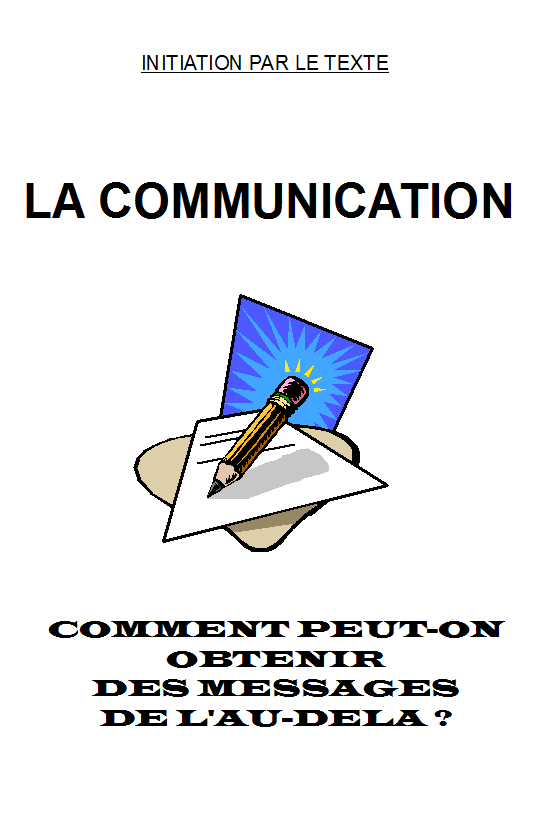 INITIATION PAR LE TEXTE
LA COMMUNICATION
COMMENT PEUT-ON
OBTENIR
DES MESSAGES
DE L'AU-DELA ?